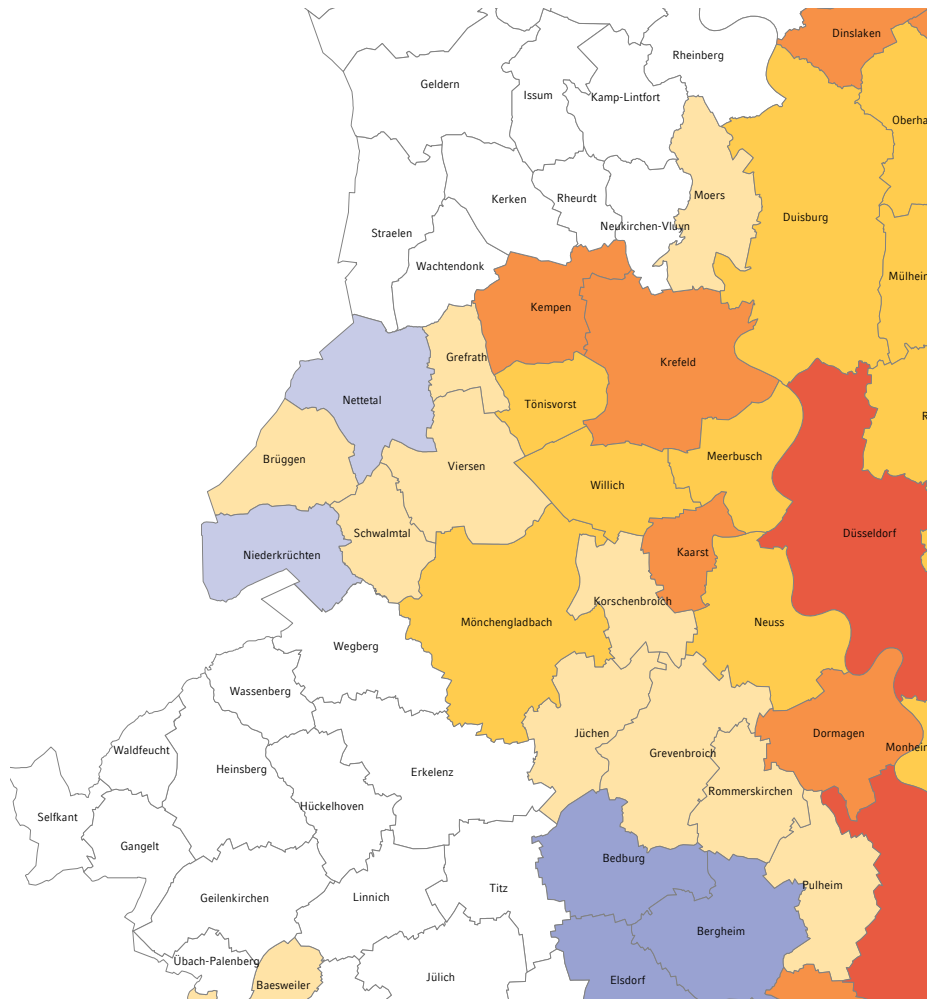 Dinslaken
Rheinberg
Geldern
Issum
Kamp-Lintfort
Oberha
Moers
Kerken
Rheurdt
Duisburg
Neukirchen-Vluyn
Straelen
Wachtendonk
Mülheim
Kempen
Grefrath
Krefeld
Nettetal
Tönisvorst
R
Brüggen
Viersen
Meerbusch
Willich
Schwalmtal
Düsseldorf
Niederkrüchten
Kaarst
Korschenbroich
Mönchengladbach
Neuss
Wegberg
Wassenberg
Jüchen
Dormagen
Waldfeucht
Grevenbroich
Monheim
Heinsberg
Erkelenz
Rommerskirchen
Hückelhoven
Selfkant
Gangelt
Bedburg
Pulheim
Titz
Geilenkirchen
Linnich
Bergheim
Übach-Palenberg
Jülich
Elsdorf
Baesweiler